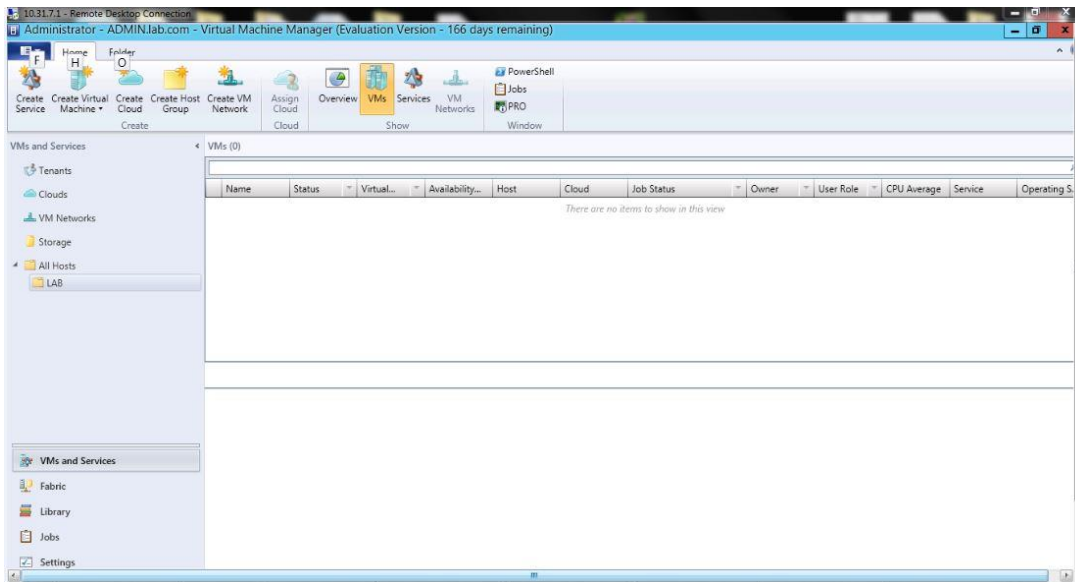 10.31.7.1 - Remote Desktop Connection
Administrator - ADMIN.lab.com - Virtual Machine Manager (Evaluation Version - 166 days remaining)
Home Folder
F H O
Create Service
Create Virtual Machine
Create Cloud
Create Host Group
Create VM Network
Assign Cloud
Overview
VMs
Services
VM Networks
PowerShell
Jobs
PRO
Create Cloud Show Window
VMs and Services
VMs (0)
Tenants
Clouds
VM Networks
Storage
All Hosts
LAB
Name Status Virtual... Availability... Host Cloud Job Status Owner User Role CPU Average Service Operating S...
There are no items to show in this view
VMs and Services
Fabric
Library
Jobs
Settings